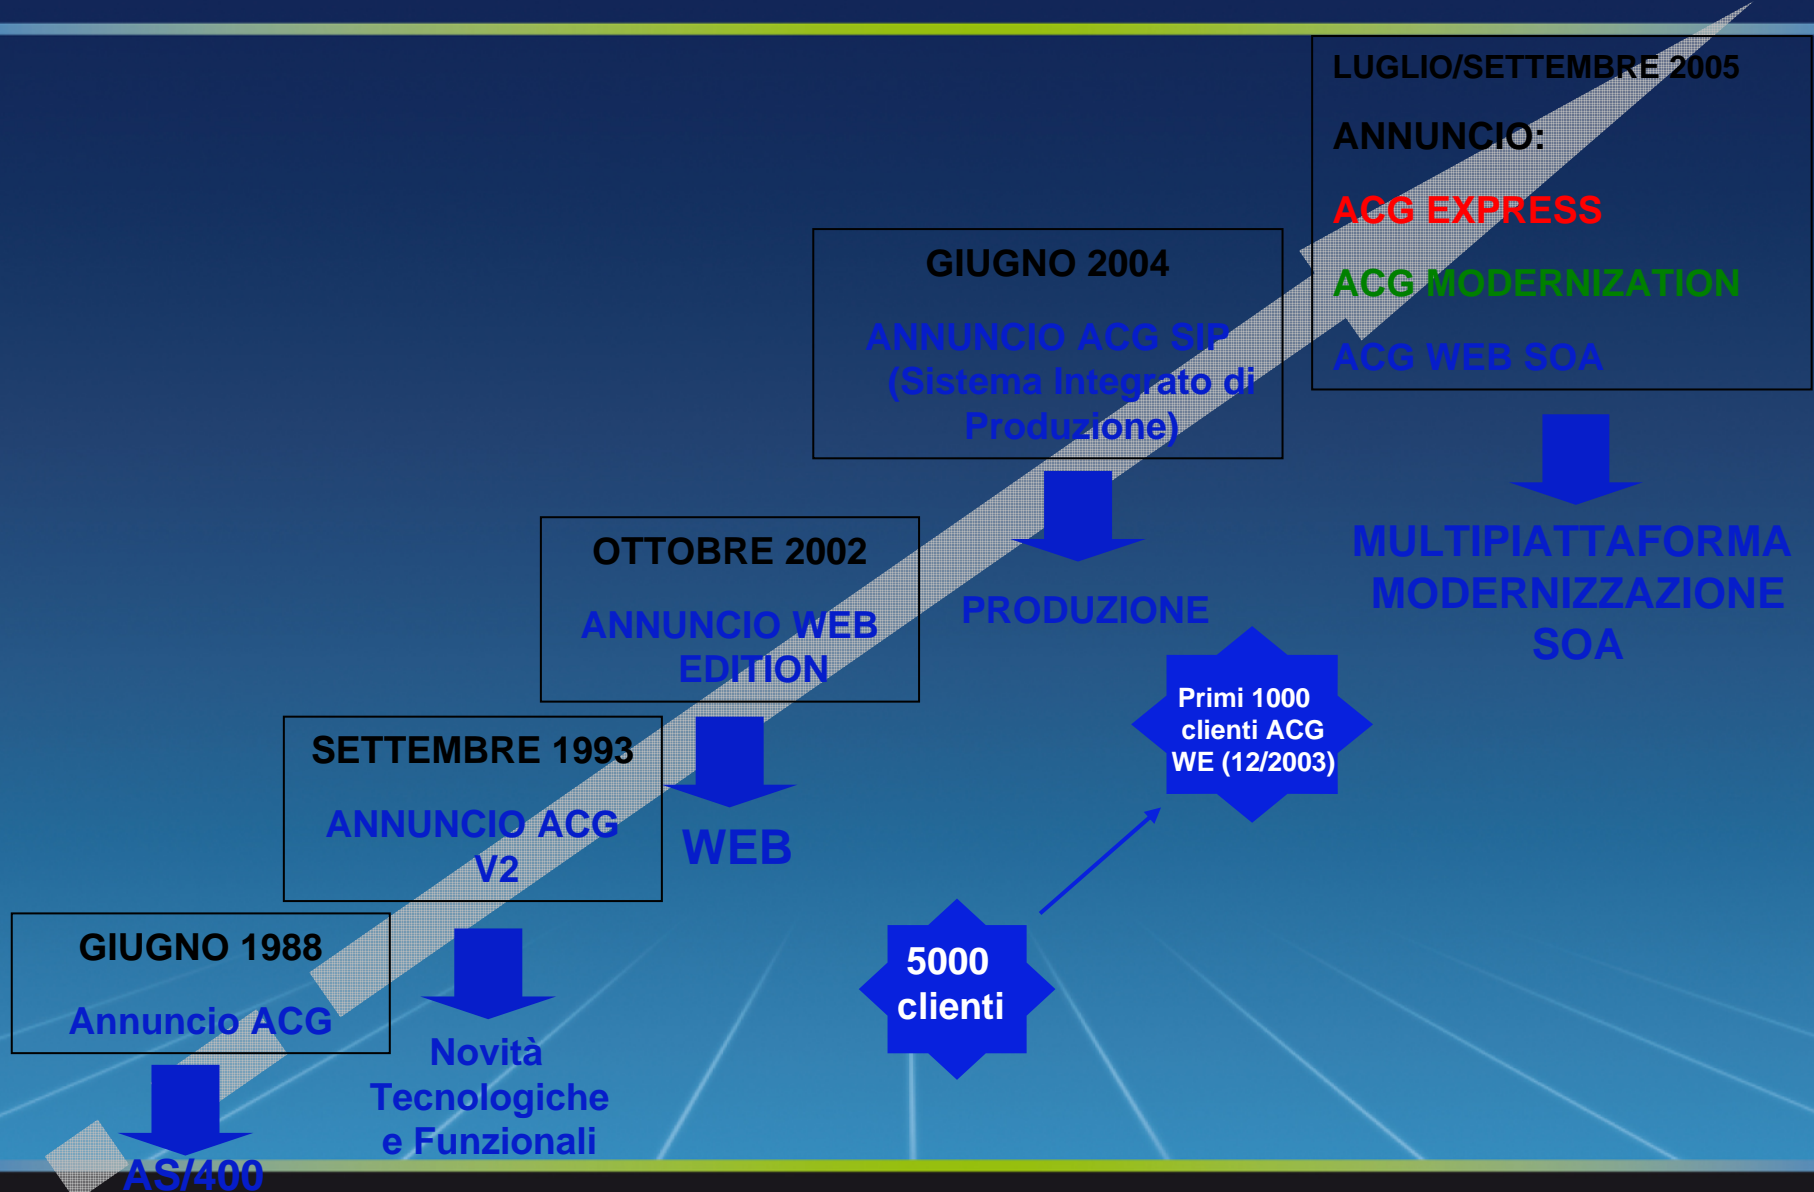 LUGLIO/SETTEMBRE 2005
ANNUNCIO:
ACG EXPRESS
ACG MODERNIZATION
ACG WEB SOA
MULTIPIATTAFORMA
MODERNIZZAZIONE
SOA
GIUGNO 2004
ANNUNCIO ACG SIP
(Sistema Integrato di
Produzione)
PRODUZIONE
OTTOBRE 2002
ANNUNCIO WEB
EDITION
WEB
Primi 1000
clienti ACG
WE (12/2003)
5000
clienti
SETTEMBRE 1993
ANNUNCIO ACG
V2
Novità
Tecnologiche
e Funzionali
GIUGNO 1988
Annuncio ACG
AS/400